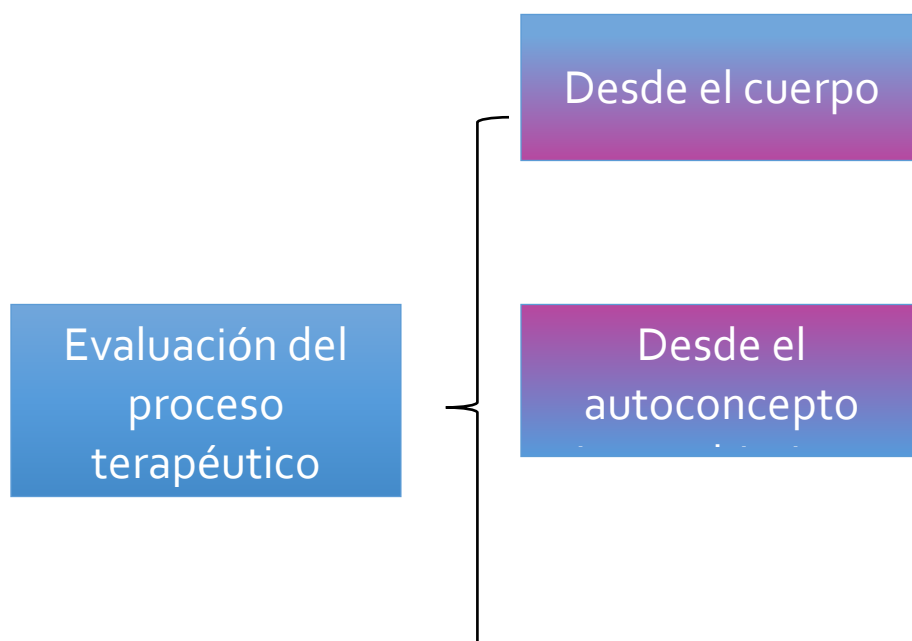 Desde el cuerpo
Evaluación del
proceso
terapéutico
Desde el
autoconcepto